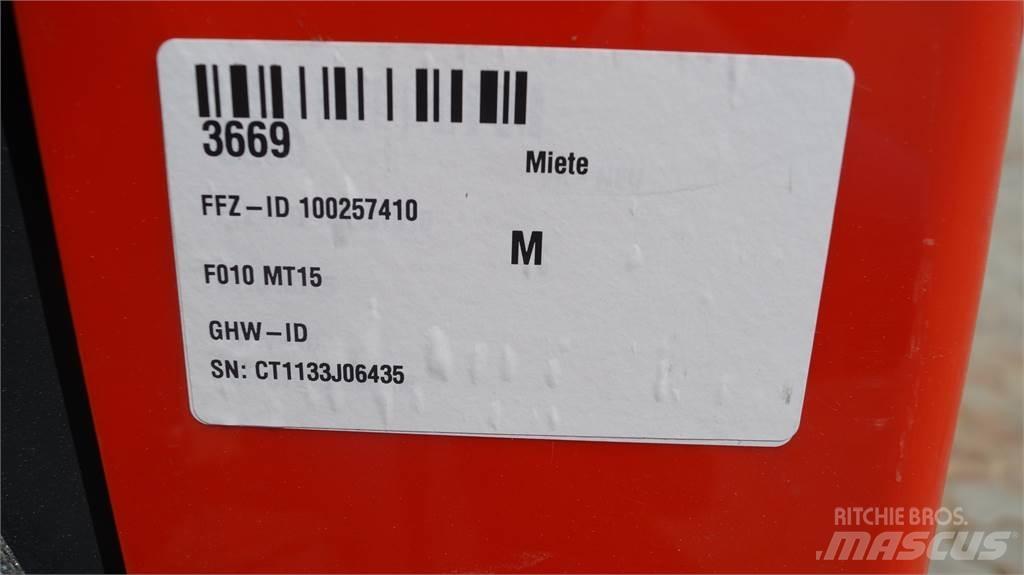 3669
Miete
FFZ-ID 100257410
M
F010 MT15
GHW-ID
SN: CT1133J06435
RITCHIE BROS.
MASCUS